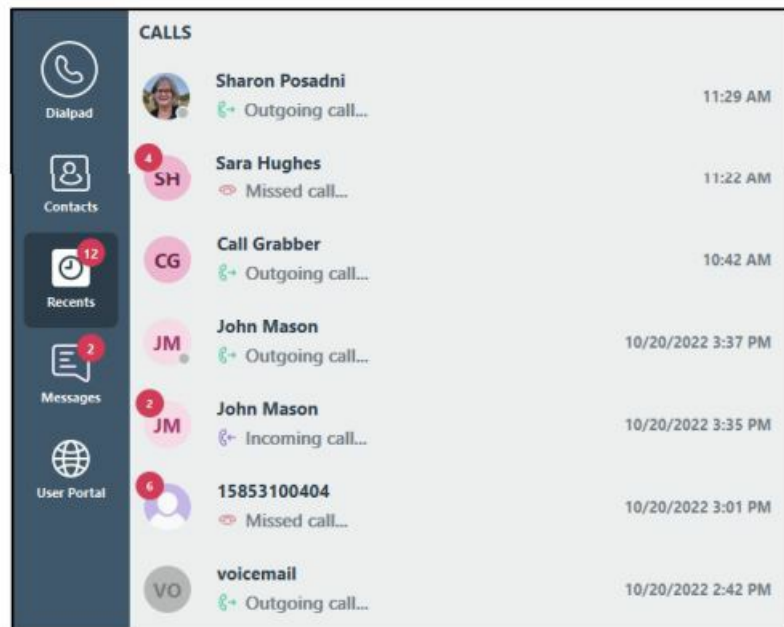 CALLS
Dialpad
Contacts
12
Recents
2
Messages
User Portal
Sharon Posadni
Outgoing call...
11:29 AM
4
SH
Sara Hughes
Missed call...
11:22 AM
CG
Call Grabber
Outgoing call...
10:42 AM
JM
John Mason
Outgoing call...
10/20/2022 3:37 PM
2
JM
John Mason
Incoming call...
10/20/2022 3:35 PM
6
15853100404
Missed call...
10/20/2022 3:01 PM
VO
voicemail
Outgoing call...
10/20/2022 2:42 PM